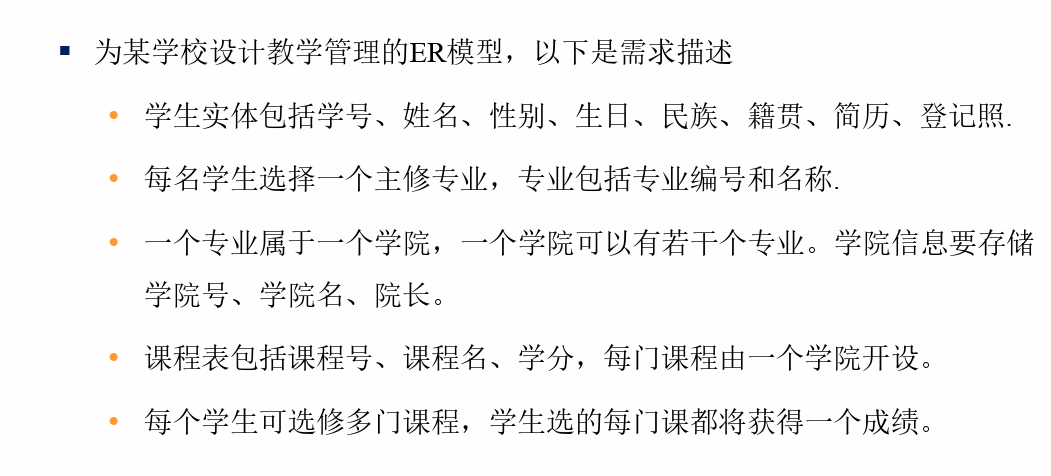 为某学校设计教学管理的ER模型，以下是需求描述
学生实体包括学号、姓名、性别、生日、民族、籍贯、简历、登记照.
每名学生选择一个主修专业，专业包括专业编号和名称.
一个专业属于一个学院，一个学院可以有若干个专业。学院信息要存储
学院号、学院名、院长。
课程表包括课程号、课程名、学分，每门课程由一个学院开设。
每个学生可选修多门课程，学生选的每门课都将获得一个成绩。